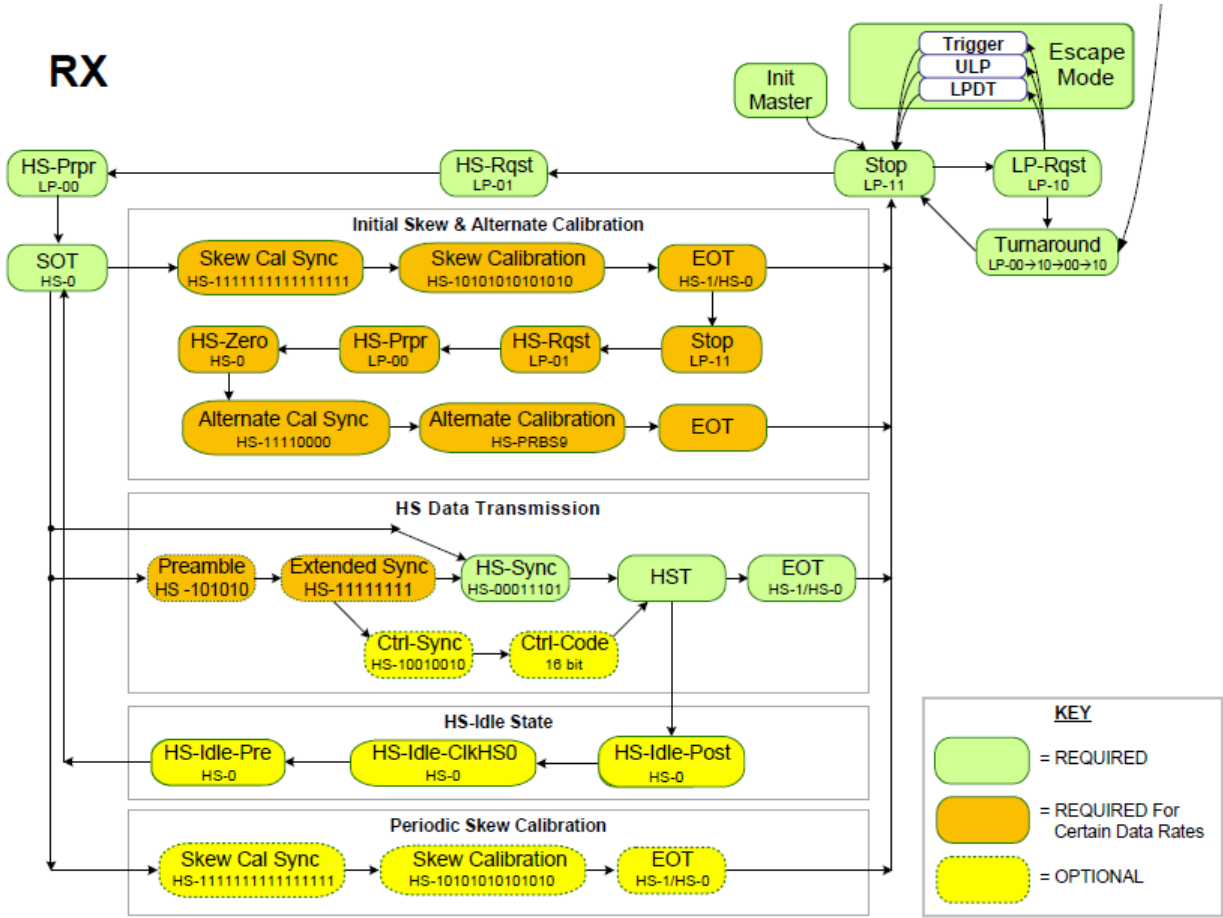 RX
Trigger
ULP
LPDT
Escape
Mode
Init
Master
HS-Prpr
LP-00
HS-Rqst
LP-01
Stop
LP-11
LP-Rqst
LP-10
Initial Skew & Alternate Calibration
SOT
HS-0
Skew Cal Sync
HS-1111111111111111
Skew Calibration
HS-10101010101010
EOT
HS-1/HS-0
Turnaround
LP-00→10→00→10
HS-Zero
HS-0
HS-Prpr
LP-00
HS-Rqst
LP-01
Stop
LP-11
Alternate Cal Sync
HS-11110000
Alternate Calibration
HS-PRBS9
EOT
HS Data Transmission
Preamble
HS -101010
Extended Sync
HS-11111111
HS-Sync
HS-00011101
HST
EOT
HS-1/HS-0
Ctrl-Sync
HS-10010010
Ctrl-Code
16 bit
HS-Idle State
HS-Idle-Pre
HS-0
HS-Idle-ClkHS0
HS-0
HS-Idle-Post
HS-0
Periodic Skew Calibration
Skew Cal Sync
HS-1111111111111111
Skew Calibration
HS-10101010101010
EOT
HS-1/HS-0
KEY
= REQUIRED
= REQUIRED For
Certain Data Rates
= OPTIONAL